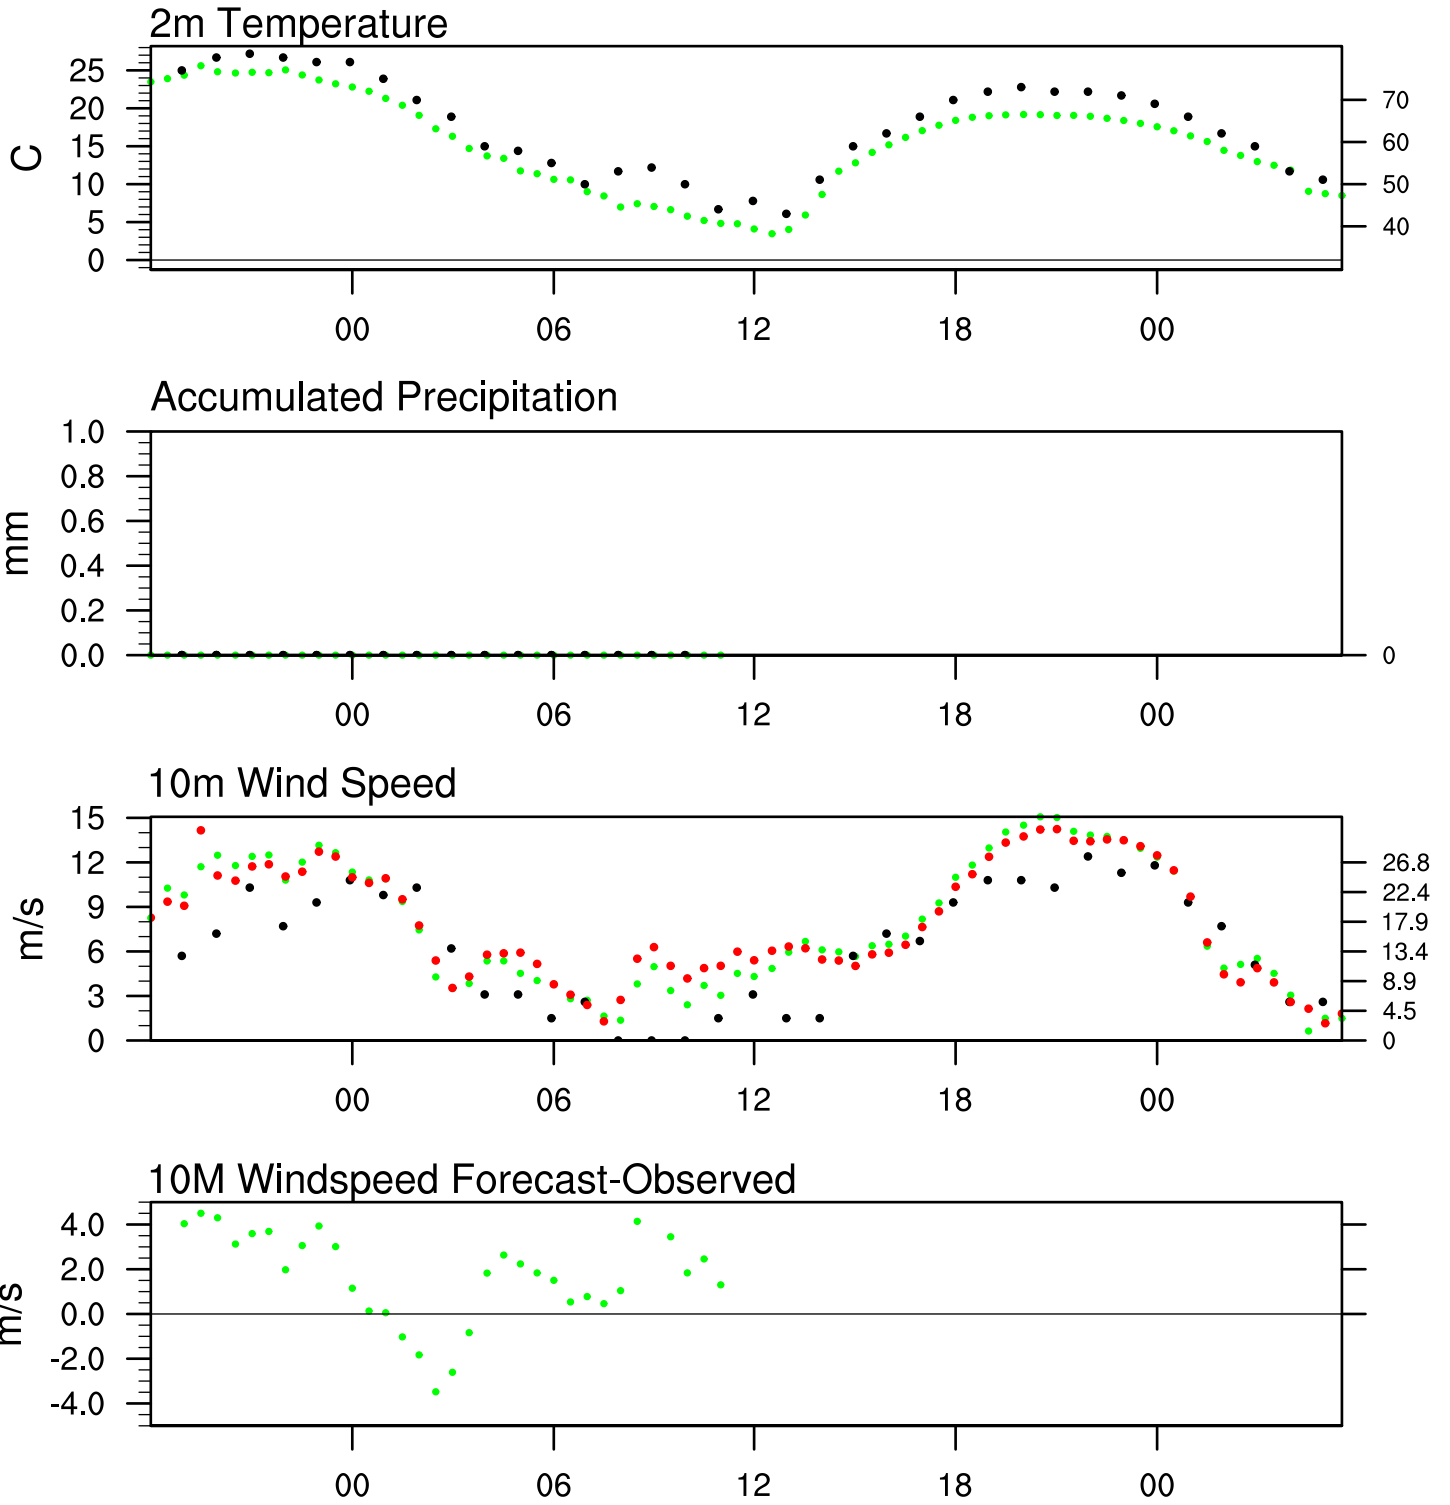 2m Temperature
25
20
15
10
5
0
C
70
60
50
40
00 06 12 18 00
Accumulated Precipitation
1.0
0.8
0.6
0.4
0.2
0.0
mm
0
00 06 12 18 00
10m Wind Speed
15
12
9
6
3
0
m/s
26.8
22.4
17.9
13.4
8.9
4.5
0
00 06 12 18 00
10M Windspeed Forecast-Observed
4.0
2.0
0.0
-2.0
-4.0
m/s
00 06 12 18 00